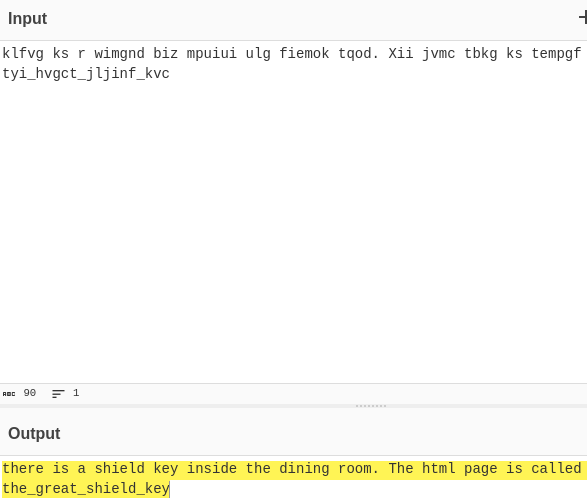 Input
klfvg ks r wimgnd biz mpuiui ulg fiemok tqod. Xii jvmc tbkg ks tempgf
tyi_hvgct_jljinf_kvc
ABC 90 1
Output
there is a shield key inside the dining room. The html page is called
the_great_shield_key